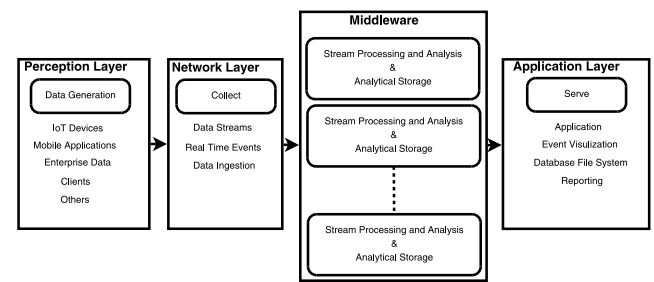 Perception Layer
Data Generation
IoT Devices
Mobile Applications
Enterprise Data
Clients
Others
Network Layer
Collect
Data Streams
Real Time Events
Data Ingestion
Middleware
Stream Processing and Analysis
&
Analytical Storage
Stream Processing and Analysis
&
Analytical Storage
Stream Processing and Analysis
&
Analytical Storage
Application Layer
Serve
Application
Event Visulization
Database File System
Reporting